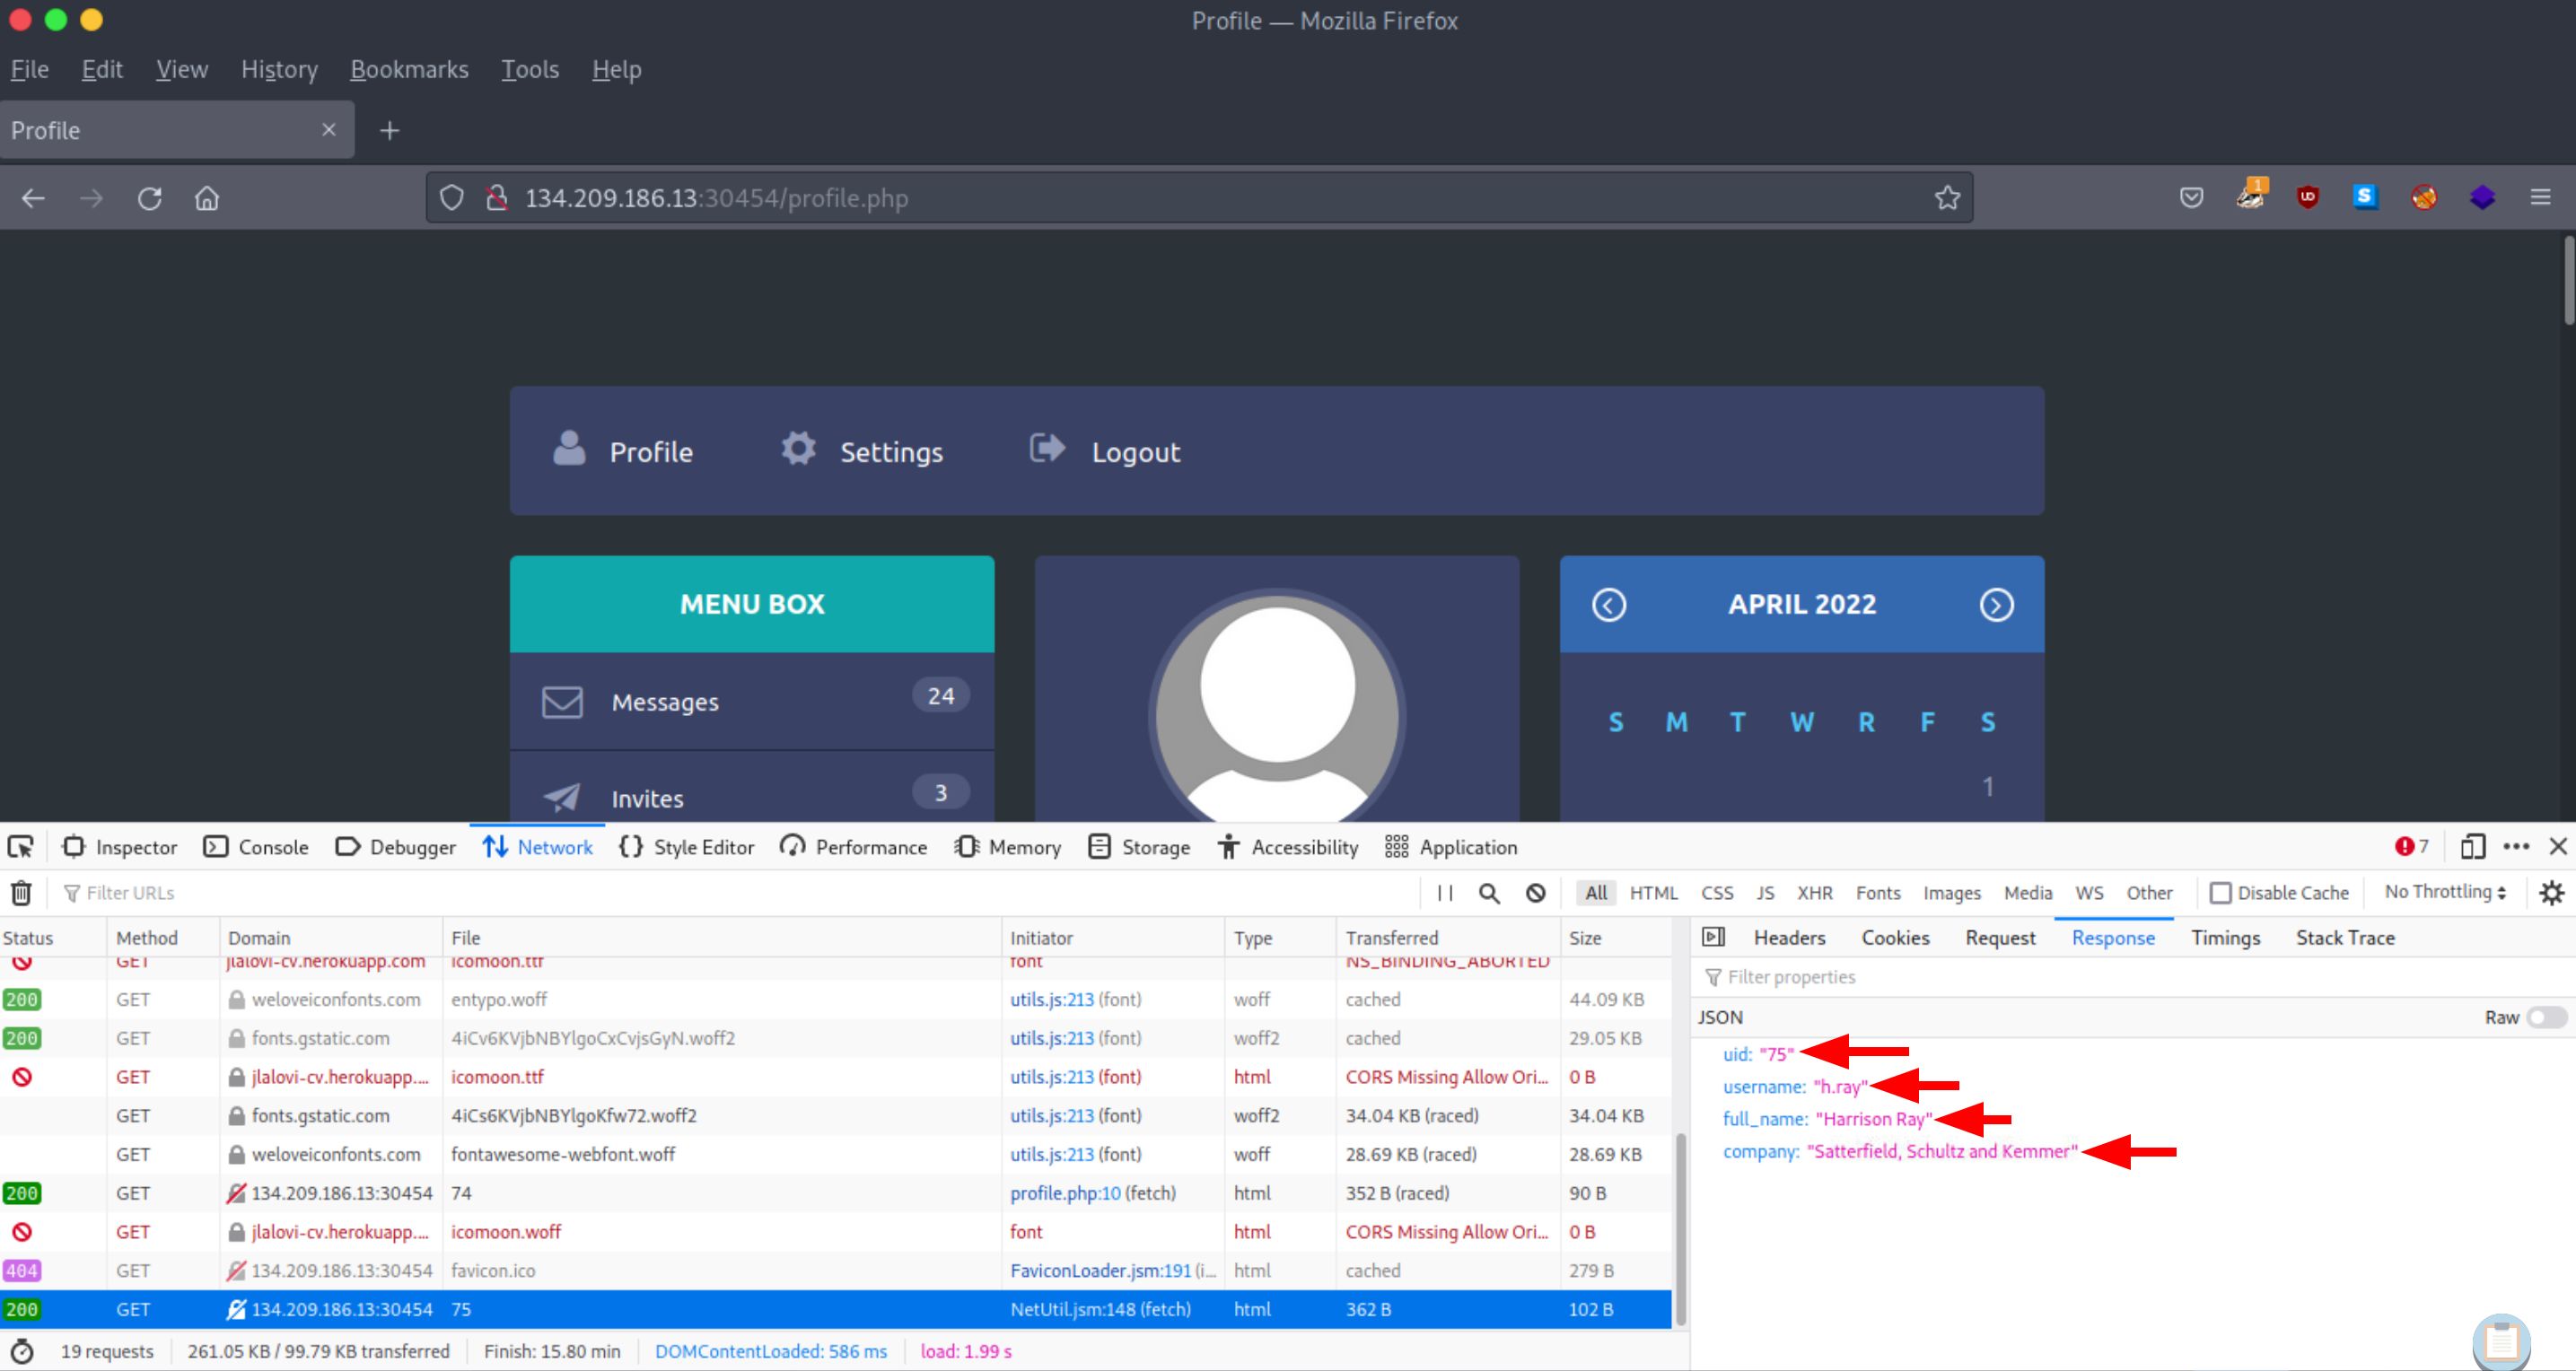 Profile — Mozilla Firefox
File Edit View History Bookmarks Tools Help
Profile
134.209.186.13:30454/profile.php
1
Profile Settings Logout
MENU BOX
Messages 24
Invites 3
APRIL 2022
S M T W R F S
1
Inspector Console Debugger Network Style Editor Performance Memory Storage Accessibility Application 7
Filter URLs All HTML CSS JS XHR Fonts Images Media WS Other Disable Cache No Throttling
Status Method Domain File Initiator Type Transferred Size
GET jlalovi-cv.herokuapp.com icomoon.ttf font NS_BINDING_ABORTED
200 GET weloveiconfonts.com entypo.woff utils.js:213 (font) woff cached 44.09 KB
200 GET fonts.gstatic.com 4iCv6KVjbNBYlgoCxCvjsGyN.woff2 utils.js:213 (font) woff2 cached 29.05 KB
GET jlalovi-cv.herokuapp.... icomoon.ttf utils.js:213 (font) html CORS Missing Allow Ori... 0 B
GET fonts.gstatic.com 4iCs6KVjbNBYlgoKfw72.woff2 utils.js:213 (font) woff2 34.04 KB (raced) 34.04 KB
GET weloveiconfonts.com fontawesome-webfont.woff utils.js:213 (font) woff 28.69 KB (raced) 28.69 KB
200 GET 134.209.186.13:30454 74 profile.php:10 (fetch) html 352 B (raced) 90 B
GET jlalovi-cv.herokuapp.... icomoon.woff font html CORS Missing Allow Ori... 0 B
404 GET 134.209.186.13:30454 favicon.ico FaviconLoader.jsm:191 (i... html cached 279 B
200 GET 134.209.186.13:30454 75 NetUtil.jsm:148 (fetch) html 362 B 102 B
19 requests 261.05 KB / 99.79 KB transferred Finish: 15.80 min DOMContentLoaded: 586 ms load: 1.99 s
Headers Cookies Request Response Timings Stack Trace
Filter properties
JSON Raw
uid: "75"
username: "h.ray"
full_name: "Harrison Ray"
company: "Satterfield, Schultz and Kemmer"